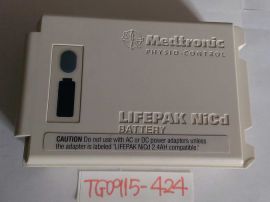 Medtronic
PHYSIO-CONTROL
LIFEPAK NiCd
BATTERY
CAUTION Do not use with AC or DC power adapters unless
the adapter is labeled "LIFEPAK NiCd 2.4AH compatible."
TG0915-424